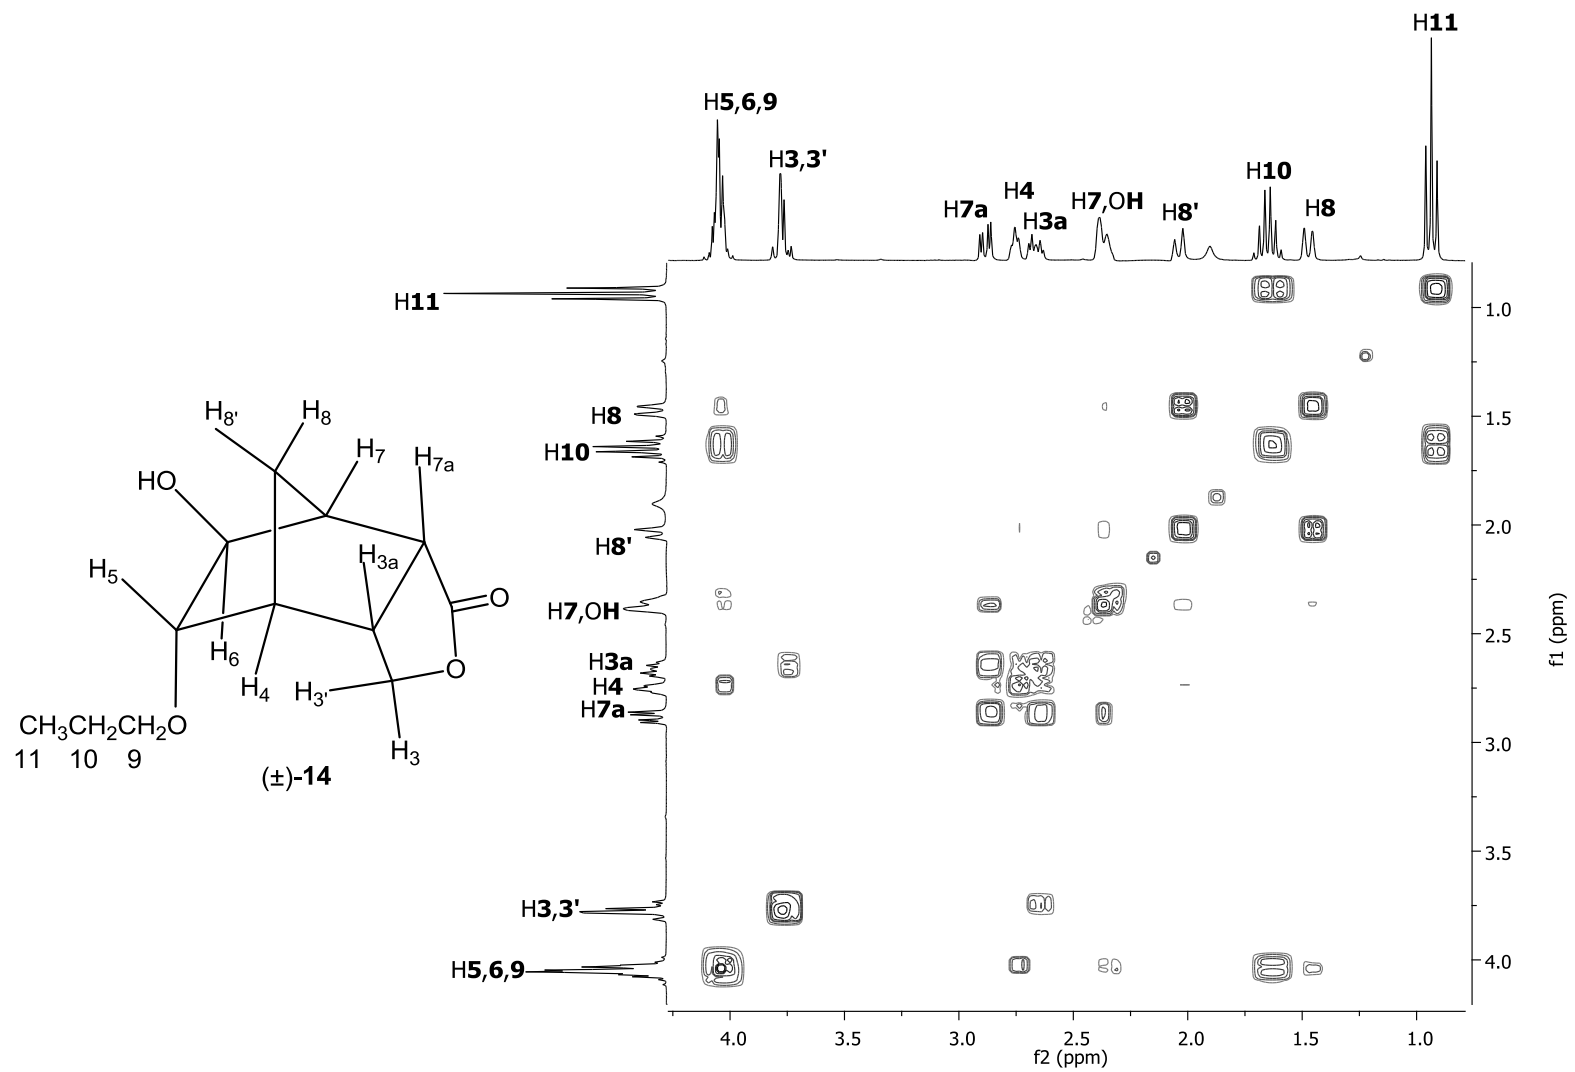 H11
H5,6,9
H3,3'
H7a
H4
H3a
H7,OH
H8'
H10
H8
H11
H8
H10
H8'
H7,OH
H3a
H4
H7a
H3,3'
H5,6,9
H8'
H8
H7
H7a
HO
H3a
H5
O
H6
H4
H3'
O
CH3CH2CH2O
11 10 9
H3
(±)-14
1.0
1.5
2.0
2.5
3.0
3.5
4.0
f1 (ppm)
4.0 3.5 3.0 2.5 2.0 1.5 1.0
f2 (ppm)